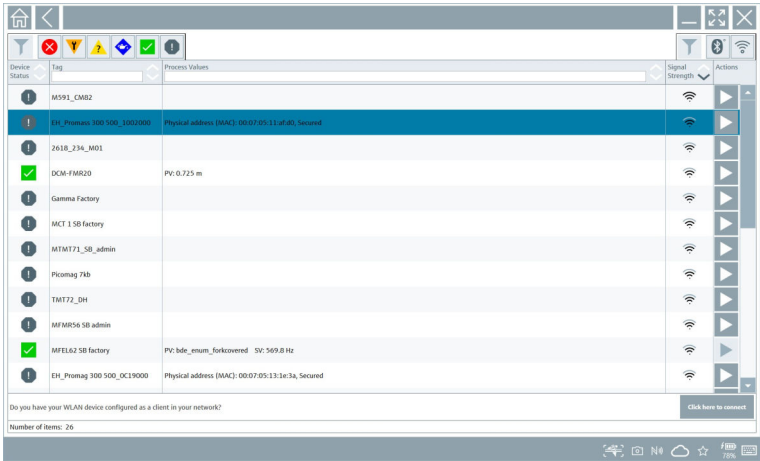 Device Status
Tag
Process Values
Signal Strength
Actions
M591_CM82
EH_Promass 300 500_1002000 Physical address (MAC): 00:07:05:11:af:d0, Secured
2618_234_M01
DCM-FMR20 PV: 0.725 m
Gamma Factory
MCT 1 SB factory
MTMT71_SB_admin
Picomag 7kb
TMT72_DH
MFMR56 SB admin
MFEL62 SB factory PV: bde_enum_forkcovered SV: 569.8 Hz
EH_Promag 300 500_0C19000 Physical address (MAC): 00:07:05:13:1e:3a, Secured
Do you have your WLAN device configured as a client in your network? Click here to connect
Number of items: 26
78%